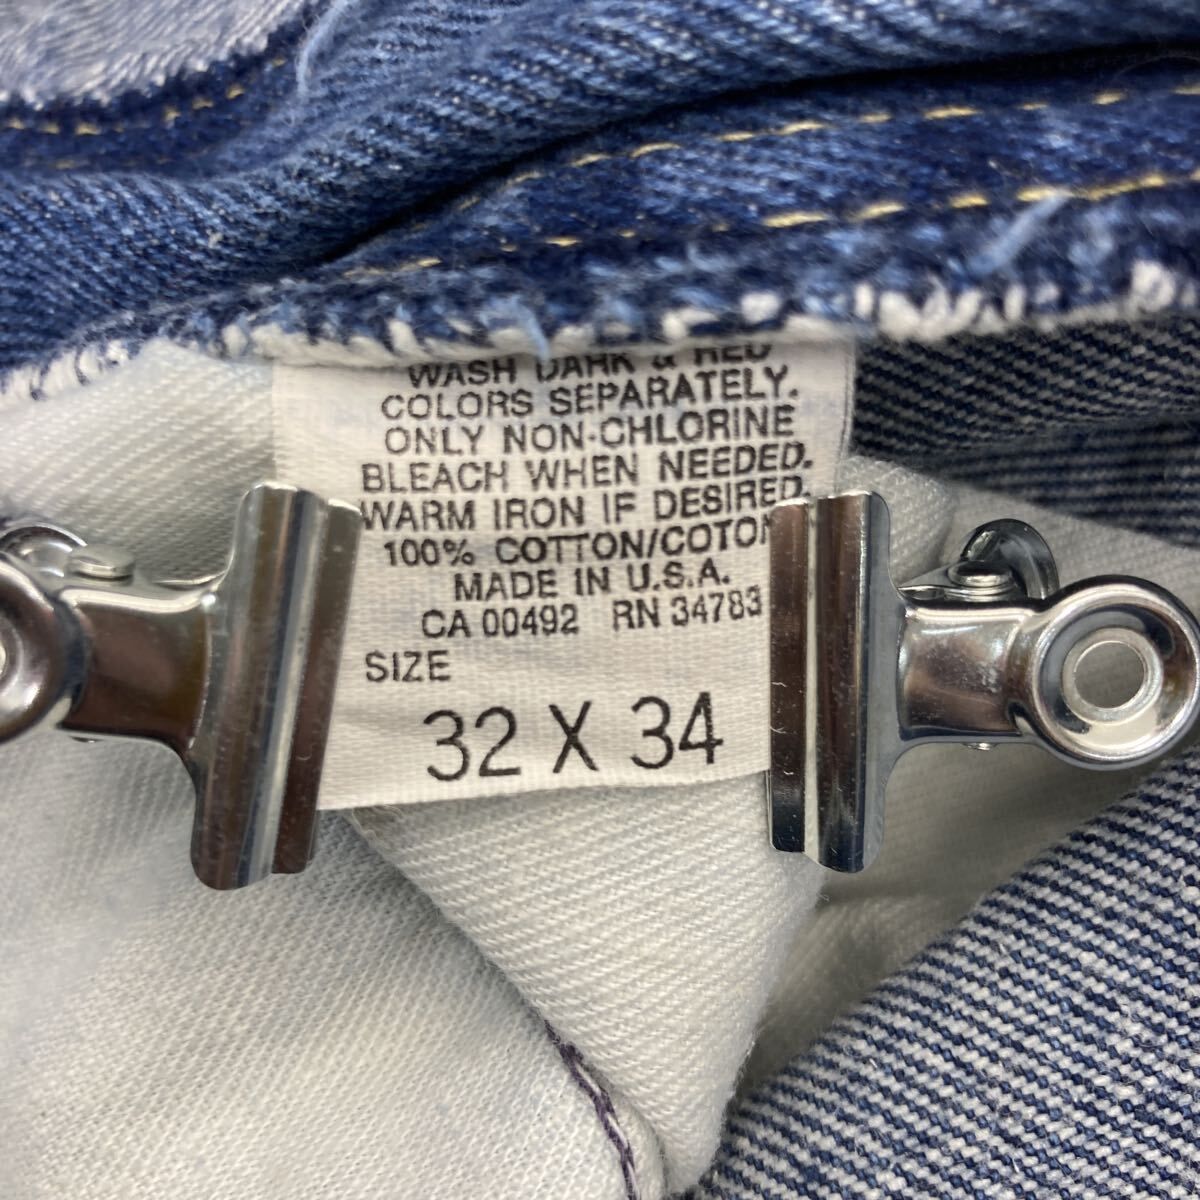 WASH DARK & RED
COLORS SEPARATELY.
ONLY NON-CHLORINE
BLEACH WHEN NEEDED.
WARM IRON IF DESIRED.
100% COTTON/COTON
MADE IN U.S.A.
CA 00492 RN 34783
SIZE
32 X 34